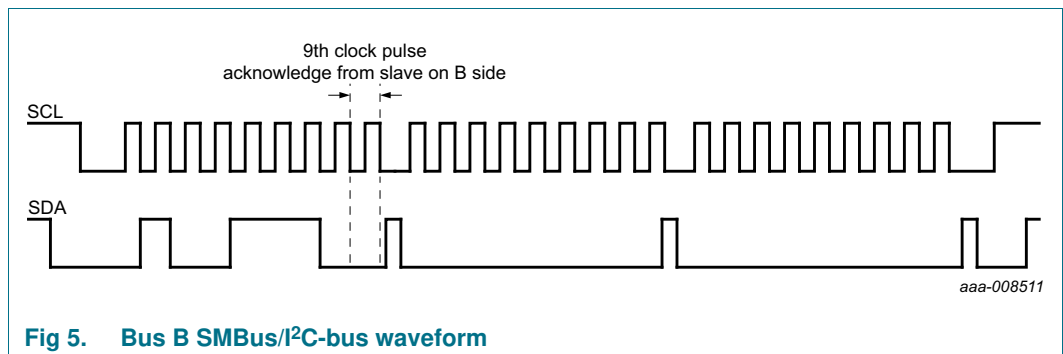 9th clock pulse
acknowledge from slave on B side
SCL
SDA
aaa-008511
Fig 5. Bus B SMBus/I²C-bus waveform